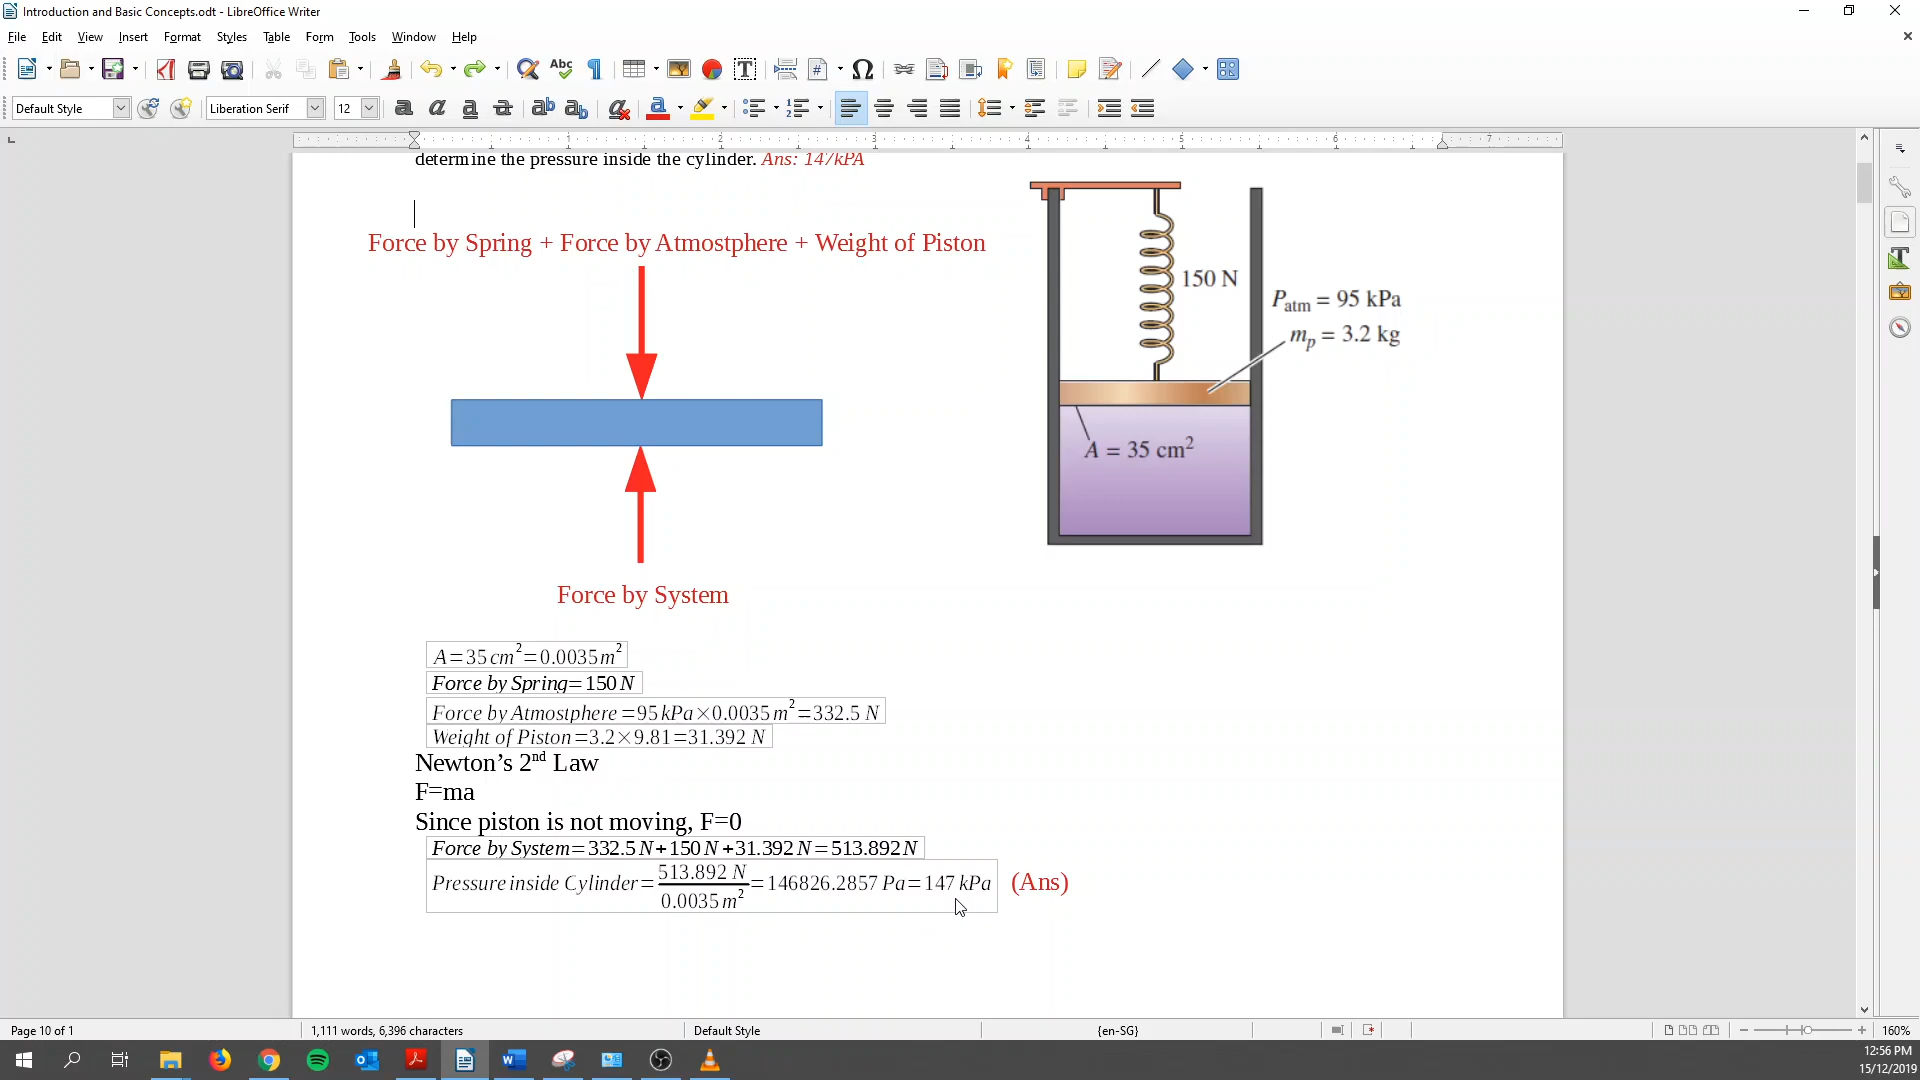 Introduction and Basic Concepts.odt - LibreOffice Writer
File Edit View Insert Format Styles Table Form Tools Window Help
Default Style Liberation Serif 12
1 2 3 4 5 6 7
determine the pressure inside the cylinder. Ans: 147kPA
Force by Spring + Force by Atmostphere + Weight of Piston
150 N
Patm = 95 kPa
mp = 3.2 kg
A = 35 cm2
Force by System
A=35 cm2=0.0035 m2
Force by Spring=150 N
Force by Atmostphere =95 kPa×0.0035 m2=332.5 N
Weight of Piston=3.2×9.81=31.392 N
Newton’s 2nd Law
F=ma
Since piston is not moving, F=0
Force by System=332.5 N+150 N+31.392 N=513.892 N
Pressure inside Cylinder=513.892 N/0.0035 m2=146826.2857 Pa=147 kPa (Ans)
Page 10 of 1 1,111 words, 6,396 characters Default Style {en-SG} 160%
12:56 PM
15/12/2019